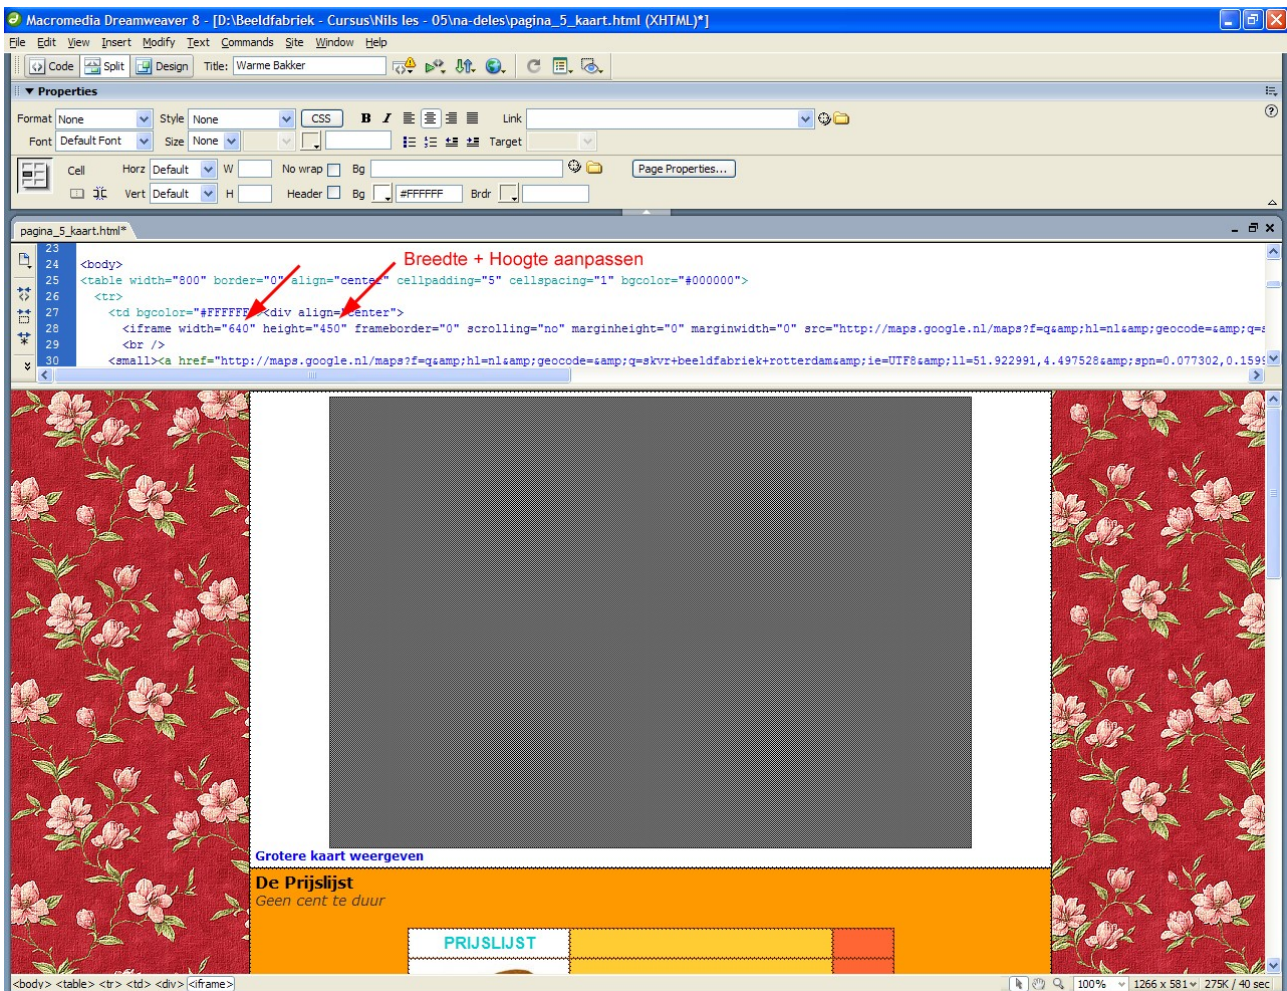 Macromedia Dreamweaver 8 - [D:\Beeldfabriek - Cursus\Nils les - 05\na-deles\pagina_5_kaart.html (XHTML)*]
File Edit View Insert Modify Text Commands Site Window Help
Code Split Design Title: Warme Bakker
Properties
Format None Style None CSS B I Link
Font Default Font Size None Target
Cell Horz Default W No wrap Bg Page Properties...
Vert Default H Header Bg #FFFFFF Brdr
pagina_5_kaart.html*
Breedte + Hoogte aanpassen
23
24 <body>
25 <table width="800" border="0" align="center" cellpadding="5" cellspacing="1" bgcolor="#000000">
26 <tr>
27 <td bgcolor="#FFFFFF"><div align="center">
28 <iframe width="640" height="450" frameborder="0" scrolling="no" marginheight="0" marginwidth="0" src="http://maps.google.nl/maps?f=q&amp;hl=nl&amp;geocode=&amp;q=s
29 <br />
30 <small><a href="http://maps.google.nl/maps?f=q&amp;hl=nl&amp;geocode=&amp;q=skvr+beeldfabriek+rotterdam&amp;ie=UTF8&amp;ll=51.922991,4.497528&amp;spn=0.077302,0.1599
Grotere kaart weergeven
De Prijslijst
Geen cent te duur
PRIJSLIJST
<body> <table> <tr> <td> <div> <iframe> 100% 1266 x 581 275K / 40 sec